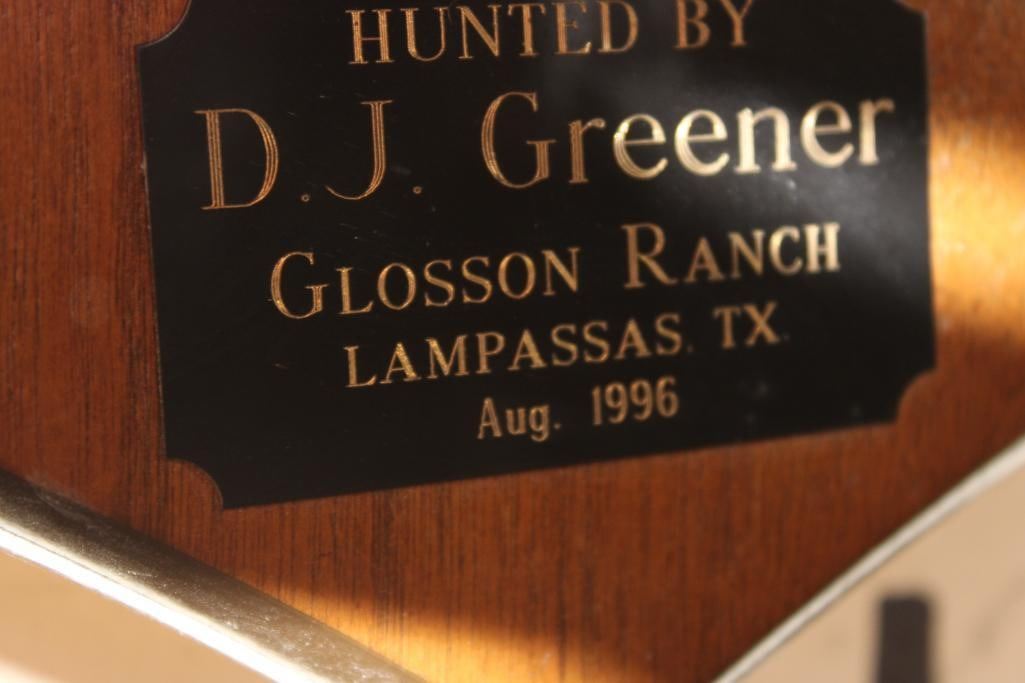 HUNTED BY
D.J. Greener
GLOSSON RANCH
LAMPASSAS. TX.
Aug. 1996